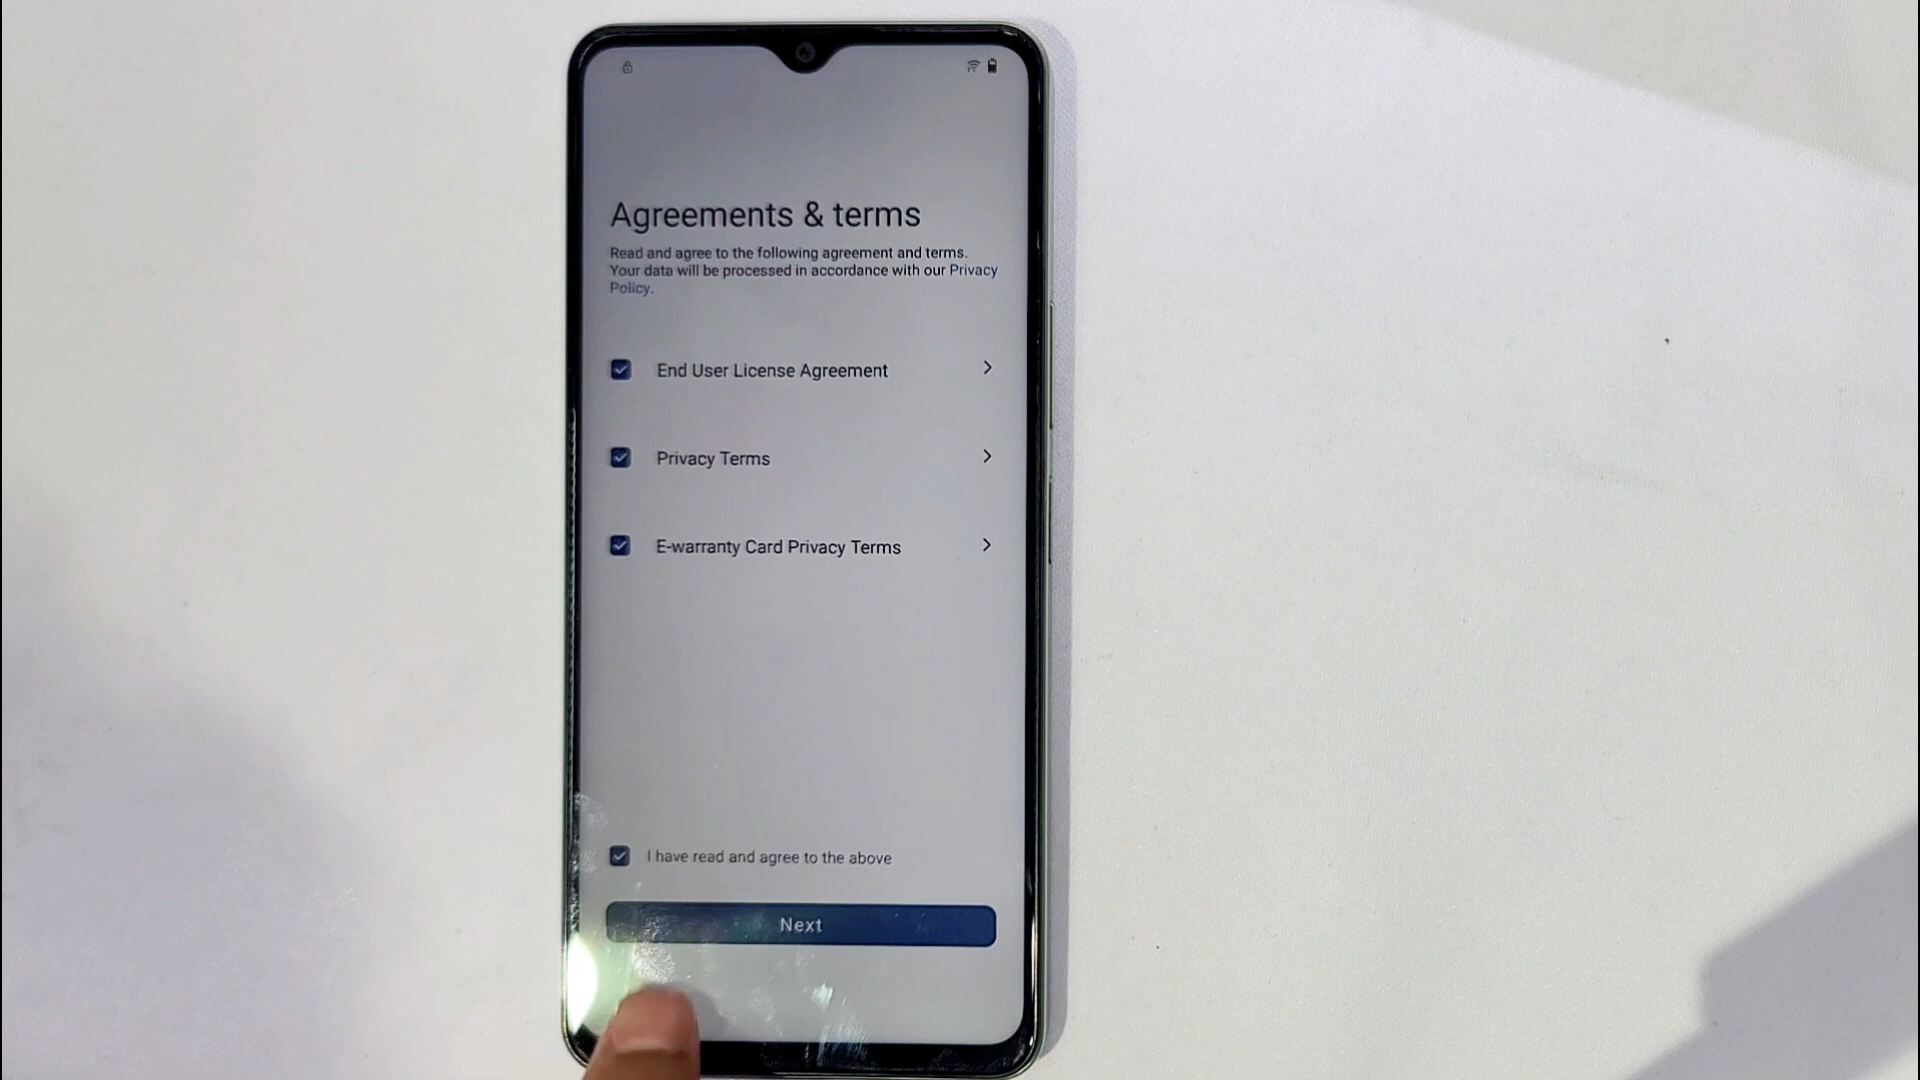 Agreements & terms
Read and agree to the following agreement and terms.
Your data will be processed in accordance with our Privacy
Policy.
End User License Agreement
Privacy Terms
E-warranty Card Privacy Terms
I have read and agree to the above
Next